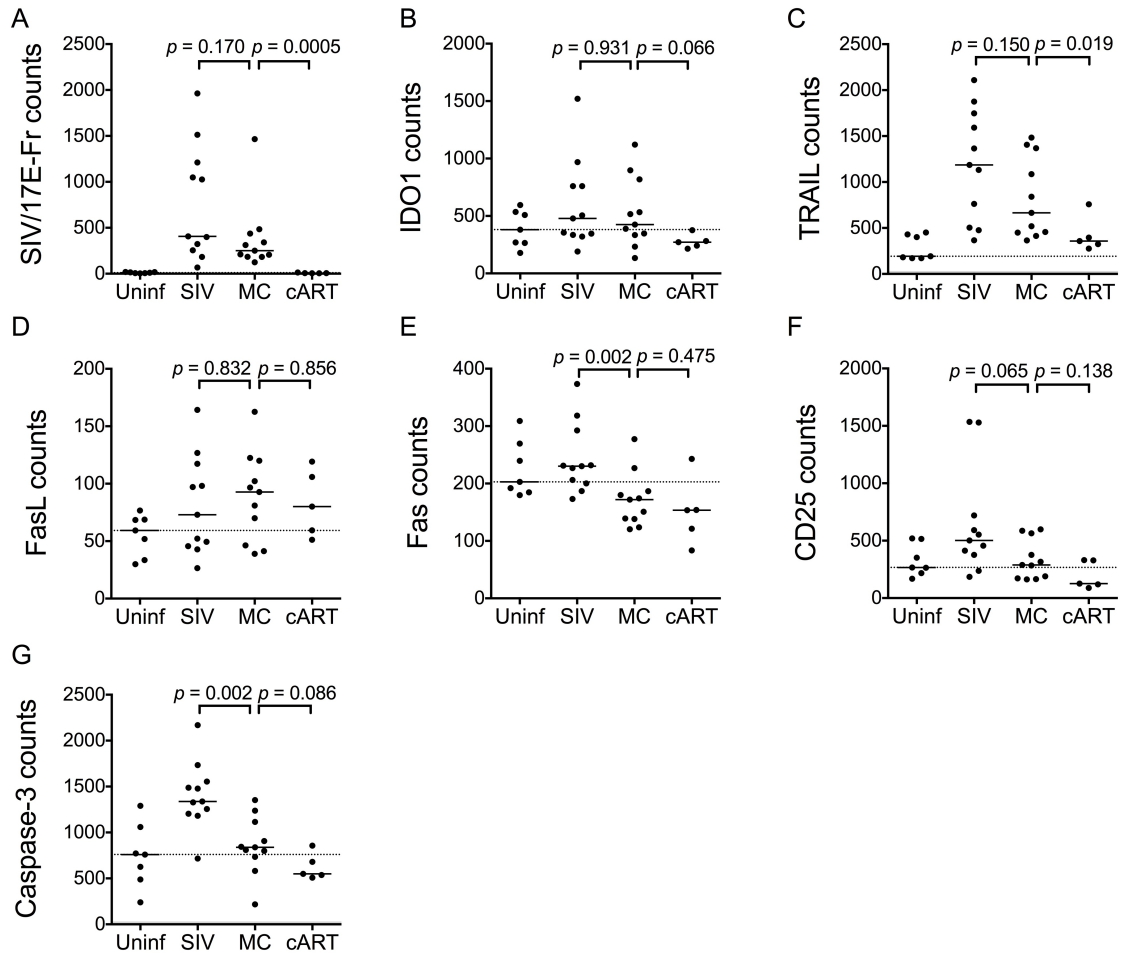 A
SIV/17E-Fr counts
p = 0.170 p = 0.0005
2500
2000
1500
1000
500
0
Uninf SIV MC cART
B
IDO1 counts
p = 0.931 p = 0.066
2000
1500
1000
500
0
Uninf SIV MC cART
C
TRAIL counts
p = 0.150 p = 0.019
2500
2000
1500
1000
500
0
Uninf SIV MC cART
D
FasL counts
p = 0.832 p = 0.856
200
150
100
50
0
Uninf SIV MC cART
E
Fas counts
p = 0.002 p = 0.475
400
300
200
100
0
Uninf SIV MC cART
F
CD25 counts
p = 0.065 p = 0.138
2000
1500
1000
500
0
Uninf SIV MC cART
G
Caspase-3 counts
p = 0.002 p = 0.086
2500
2000
1500
1000
500
0
Uninf SIV MC cART